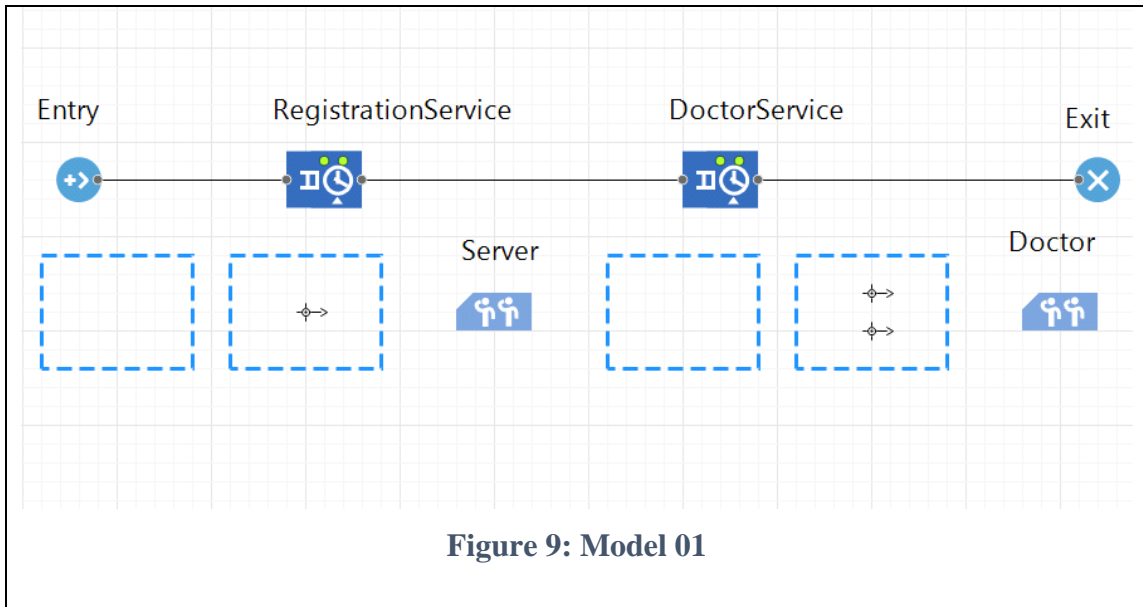 Entry
RegistrationService
DoctorService
Exit
Server
Doctor
Figure 9: Model 01